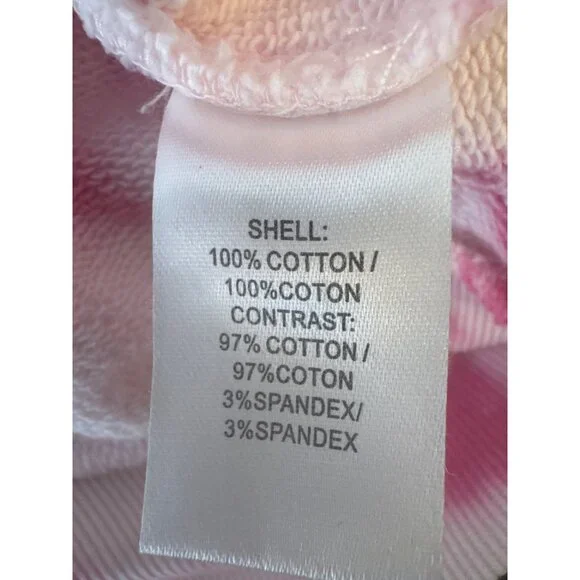 SHELL:
100% COTTON /
100%COTON
CONTRAST:
97% COTTON /
97%COTON
3%SPANDEX/
3%SPANDEX